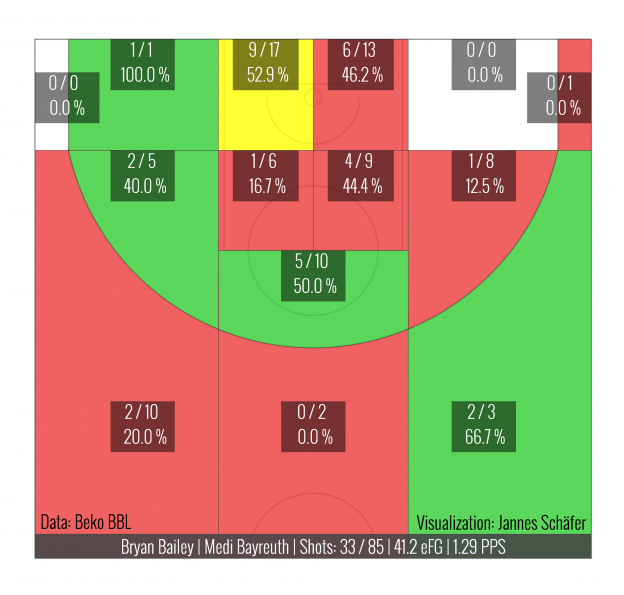 1 / 1
100.0 %
9 / 17
52.9 %
6 / 13
46.2 %
0 / 0
0.0 %
0 / 0
0.0 %
0 / 1
0.0 %
2 / 5
40.0 %
1 / 6
16.7 %
4 / 9
44.4 %
1 / 8
12.5 %
5 / 10
50.0 %
2 / 10
20.0 %
0 / 2
0.0 %
2 / 3
66.7 %
Data: Beko BBL
Visualization: Jannes Schäfer
Bryan Bailey | Medi Bayreuth | Shots: 33 / 85 | 41.2 eFG | 1.29 PPS